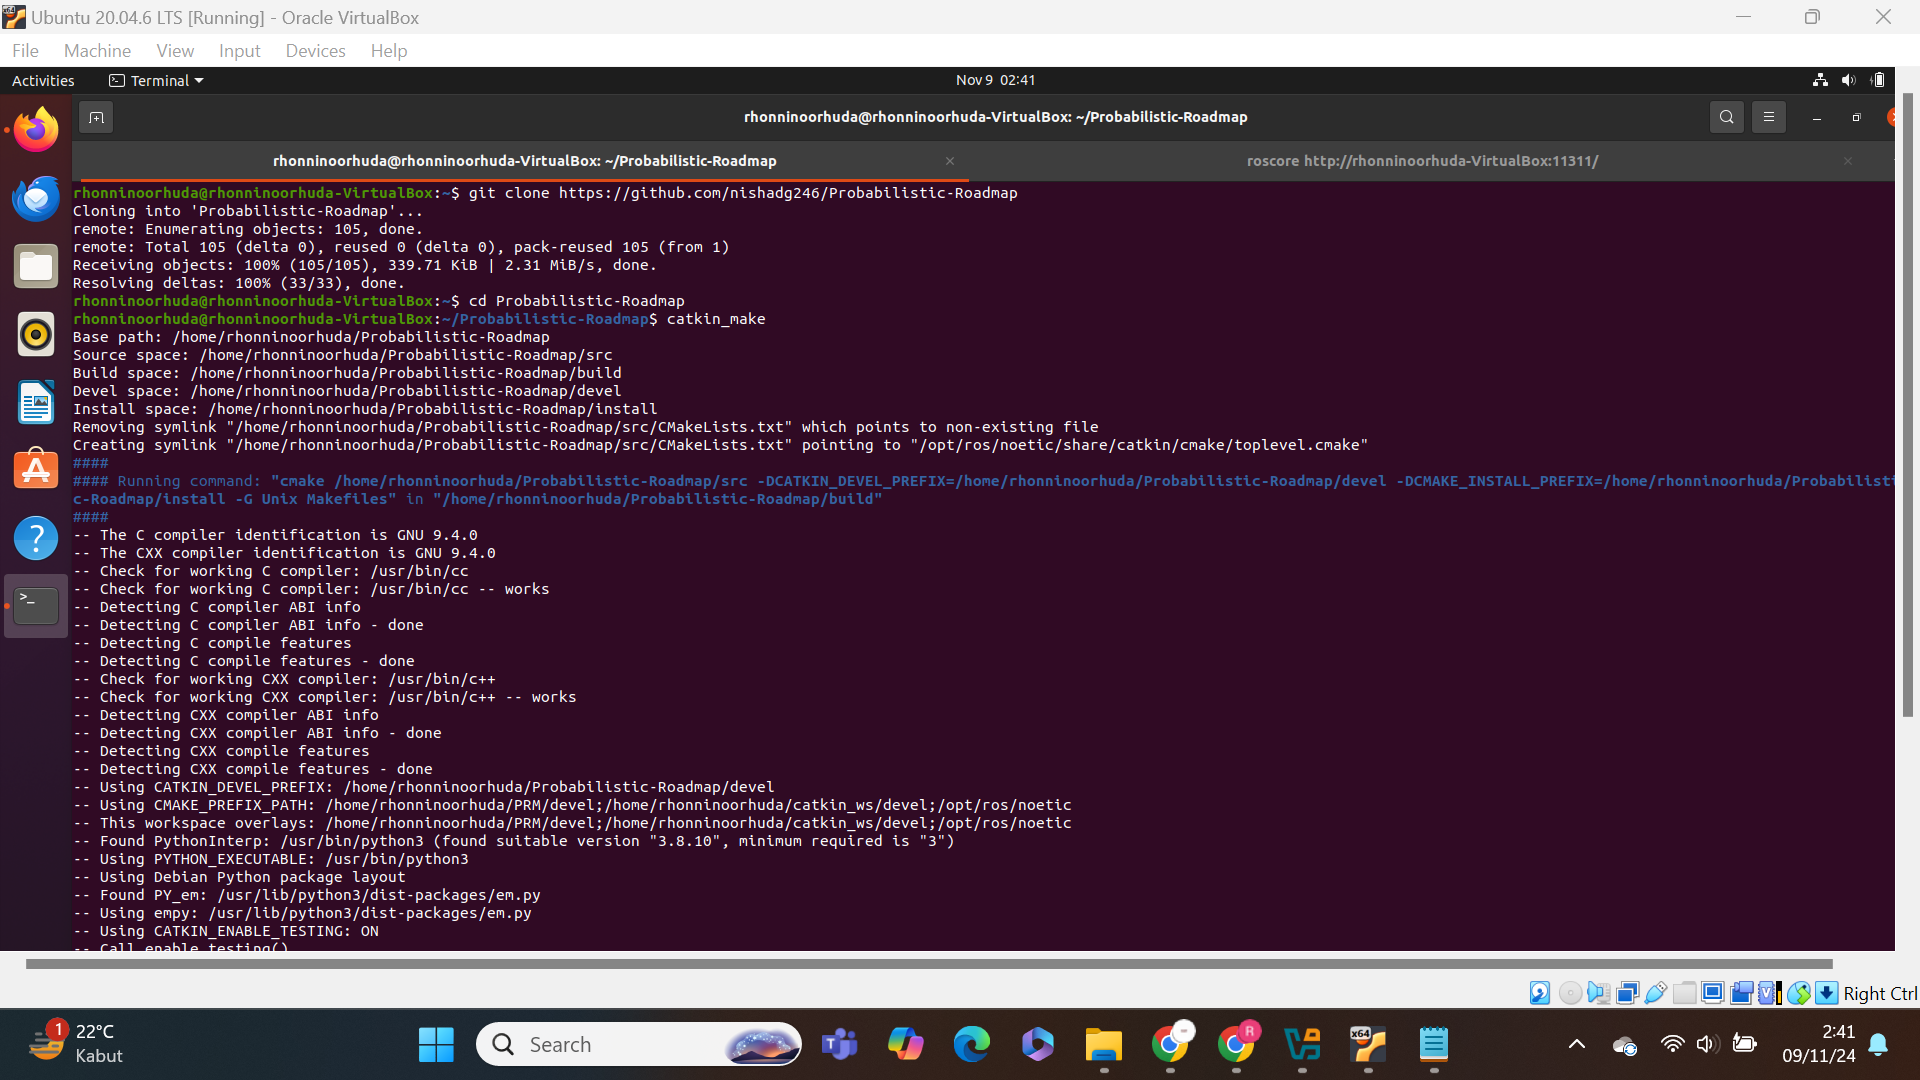 Ubuntu 20.04.6 LTS [Running] - Oracle VirtualBox
File Machine View Input Devices Help
Activities Terminal Nov 9 02:41
rhonninoorhuda@rhonninoorhuda-VirtualBox: ~/Probabilistic-Roadmap
rhonninoorhuda@rhonninoorhuda-VirtualBox: ~/Probabilistic-Roadmap × roscore http://rhonninoorhuda-VirtualBox:11311/ ×
rhonninoorhuda@rhonninoorhuda-VirtualBox:~$ git clone https://github.com/nishadg246/Probabilistic-Roadmap
Cloning into 'Probabilistic-Roadmap'...
remote: Enumerating objects: 105, done.
remote: Total 105 (delta 0), reused 0 (delta 0), pack-reused 105 (from 1)
Receiving objects: 100% (105/105), 339.71 KiB | 2.31 MiB/s, done.
Resolving deltas: 100% (33/33), done.
rhonninoorhuda@rhonninoorhuda-VirtualBox:~$ cd Probabilistic-Roadmap
rhonninoorhuda@rhonninoorhuda-VirtualBox:~/Probabilistic-Roadmap$ catkin_make
Base path: /home/rhonninoorhuda/Probabilistic-Roadmap
Source space: /home/rhonninoorhuda/Probabilistic-Roadmap/src
Build space: /home/rhonninoorhuda/Probabilistic-Roadmap/build
Devel space: /home/rhonninoorhuda/Probabilistic-Roadmap/devel
Install space: /home/rhonninoorhuda/Probabilistic-Roadmap/install
Removing symlink "/home/rhonninoorhuda/Probabilistic-Roadmap/src/CMakeLists.txt" which points to non-existing file
Creating symlink "/home/rhonninoorhuda/Probabilistic-Roadmap/src/CMakeLists.txt" pointing to "/opt/ros/noetic/share/catkin/cmake/toplevel.cmake"
####
#### Running command: "cmake /home/rhonninoorhuda/Probabilistic-Roadmap/src -DCATKIN_DEVEL_PREFIX=/home/rhonninoorhuda/Probabilistic-Roadmap/devel -DCMAKE_INSTALL_PREFIX=/home/rhonninoorhuda/Probabilisti
c-Roadmap/install -G Unix Makefiles" in "/home/rhonninoorhuda/Probabilistic-Roadmap/build"
####
-- The C compiler identification is GNU 9.4.0
-- The CXX compiler identification is GNU 9.4.0
-- Check for working C compiler: /usr/bin/cc
-- Check for working C compiler: /usr/bin/cc -- works
-- Detecting C compiler ABI info
-- Detecting C compiler ABI info - done
-- Detecting C compile features
-- Detecting C compile features - done
-- Check for working CXX compiler: /usr/bin/c++
-- Check for working CXX compiler: /usr/bin/c++ -- works
-- Detecting CXX compiler ABI info
-- Detecting CXX compiler ABI info - done
-- Detecting CXX compile features
-- Detecting CXX compile features - done
-- Using CATKIN_DEVEL_PREFIX: /home/rhonninoorhuda/Probabilistic-Roadmap/devel
-- Using CMAKE_PREFIX_PATH: /home/rhonninoorhuda/PRM/devel;/home/rhonninoorhuda/catkin_ws/devel;/opt/ros/noetic
-- This workspace overlays: /home/rhonninoorhuda/PRM/devel;/home/rhonninoorhuda/catkin_ws/devel;/opt/ros/noetic
-- Found PythonInterp: /usr/bin/python3 (found suitable version "3.8.10", minimum required is "3")
-- Using PYTHON_EXECUTABLE: /usr/bin/python3
-- Using Debian Python package layout
-- Found PY_em: /usr/lib/python3/dist-packages/em.py
-- Using empy: /usr/lib/python3/dist-packages/em.py
-- Using CATKIN_ENABLE_TESTING: ON
-- Call enable_testing()
Right Ctrl
1 22°C
Kabut
Search
R
x64
2:41
09/11/24